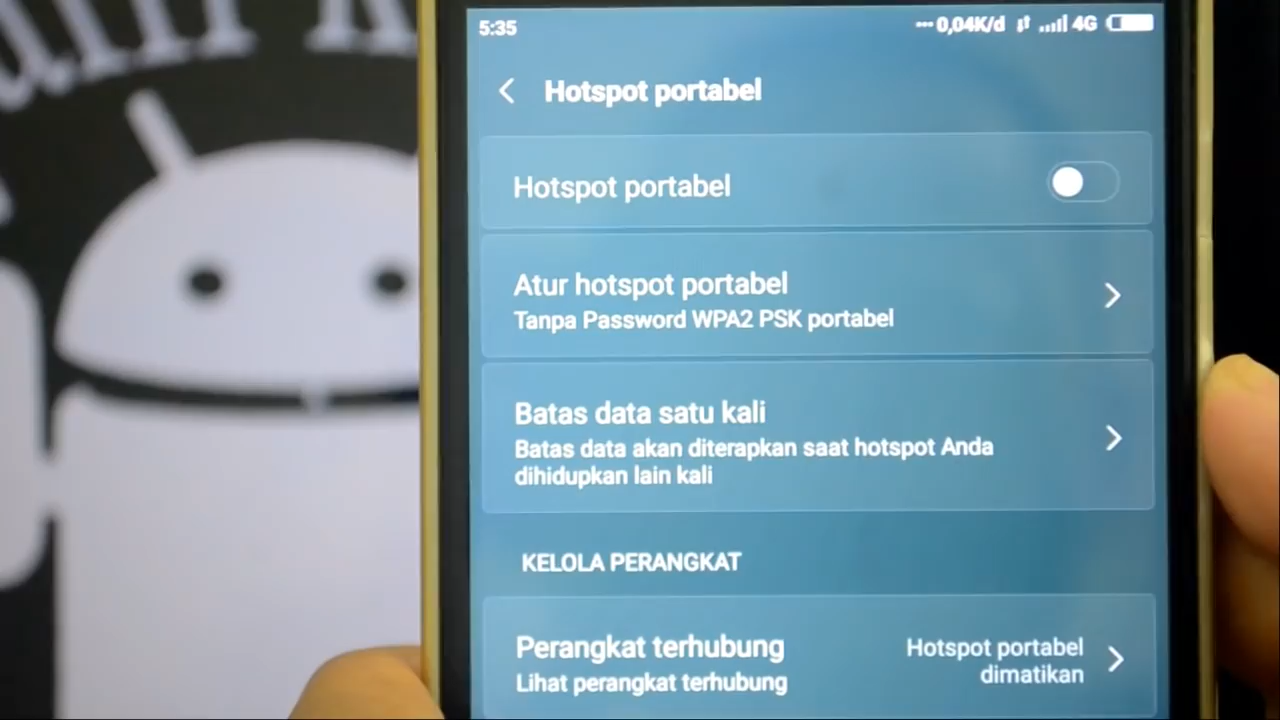 5:35
... 0,04K/d 4G
Hotspot portabel
Hotspot portabel
Atur hotspot portabel
Tanpa Password WPA2 PSK portabel
Batas data satu kali
Batas data akan diterapkan saat hotspot Anda
dihidupkan lain kali
KELOLA PERANGKAT
Perangkat terhubung
Lihat perangkat terhubung
Hotspot portabel
dimatikan